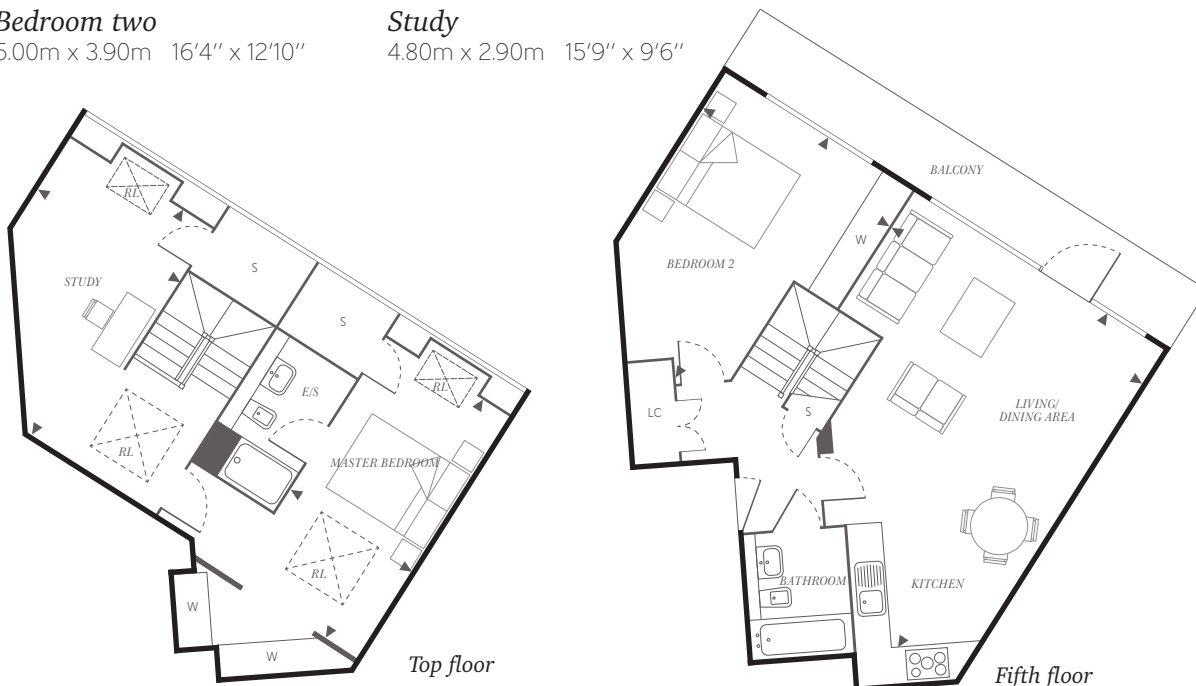 Bedroom two
5.00m x 3.90m 16'4'' x 12'10''
Study
4.80m x 2.90m 15'9'' x 9'6''
RL
S
STUDY
S
RL
E/S
RL
MASTER BEDROOM
RL
W
W
Top floor
BALCONY
W
BEDROOM 2
LC
S
LIVING/
DINING AREA
BATHROOM
KITCHEN
Fifth floor